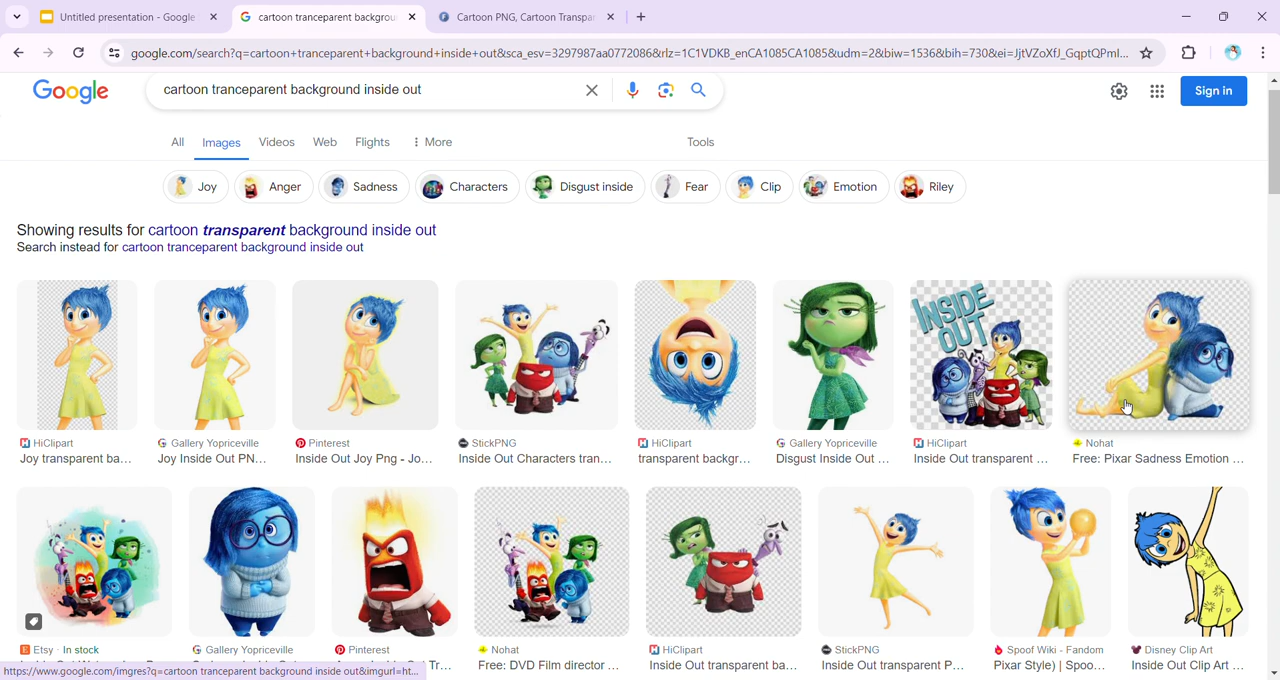 Untitled presentation - Google
cartoon tranceparent backgrou
Cartoon PNG, Cartoon Transpa
google.com/search?q=cartoon+tranceparent+background+inside+out&sca_esv=3297987aa0772086&rlz=1C1VDKB_enCA1085CA1085&udm=2&biw=1536&bih=730&ei=JjtVZoXfJ_GqptQPmI...
Google
cartoon tranceparent background inside out
Sign in
All
Images
Videos
Web
Flights
More
Tools
Joy
Anger
Sadness
Characters
Disgust inside
Fear
Clip
Emotion
Riley
Showing results for cartoon transparent background inside out
Search instead for cartoon tranceparent background inside out
INSIDE
OUT
HiClipart
Joy transparent ba...
Gallery Yopriceville
Joy Inside Out PN...
Pinterest
Inside Out Joy Png - Jo...
StickPNG
Inside Out Characters tran...
HiClipart
transparent backgr...
Gallery Yopriceville
Disgust Inside Out ...
HiClipart
Inside Out transparent ...
Nohat
Free: Pixar Sadness Emotion ...
Etsy · In stock
Gallery Yopriceville
Pinterest
Nohat
Free: DVD Film director ...
HiClipart
Inside Out transparent ba...
StickPNG
Inside Out transparent P...
Spoof Wiki - Fandom
Pixar Style) | Spoo...
Disney Clip Art
Inside Out Clip Art ...
https://www.google.com/imgres?q=cartoon tranceparent background inside out&imgurl=ht...